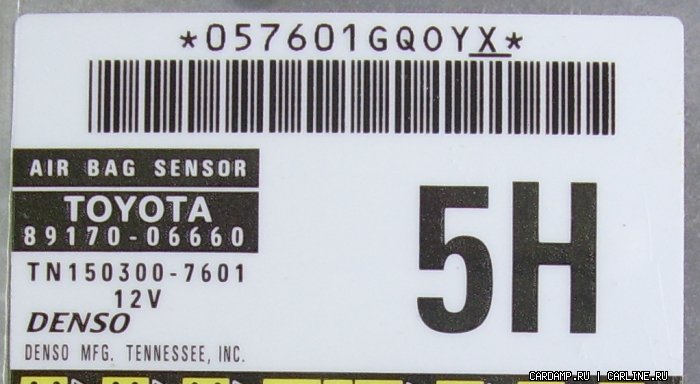 *057601GQ0YX*
AIR BAG SENSOR
TOYOTA
89170-06660
TN150300-7601
12V
DENSO
DENSO MFG. TENNESSEE, INC.
5H
CARDAMP.RU | CARLINE.RU